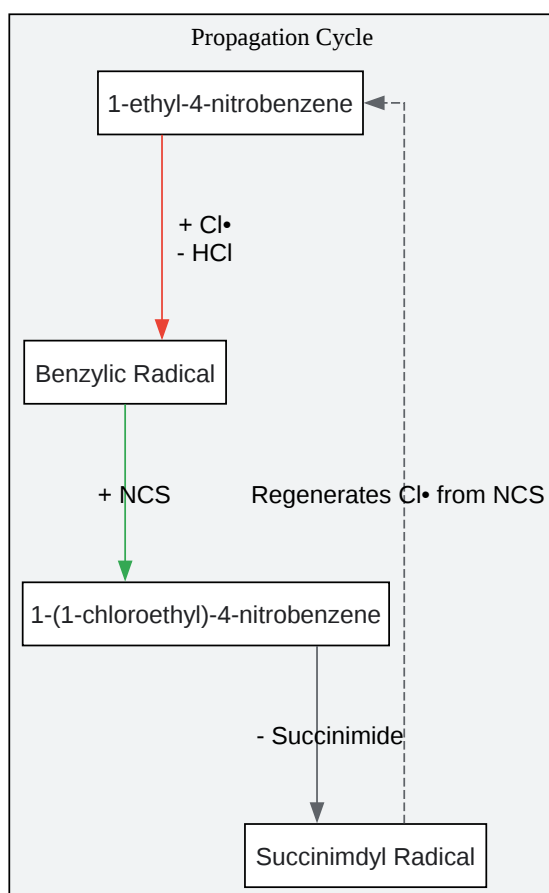 Propagation Cycle
1-ethyl-4-nitrobenzene
+ Cl•
- HCl
Benzylic Radical
+ NCS
Regenerates Cl• from NCS
1-(1-chloroethyl)-4-nitrobenzene
- Succinimide
Succinimdyl Radical